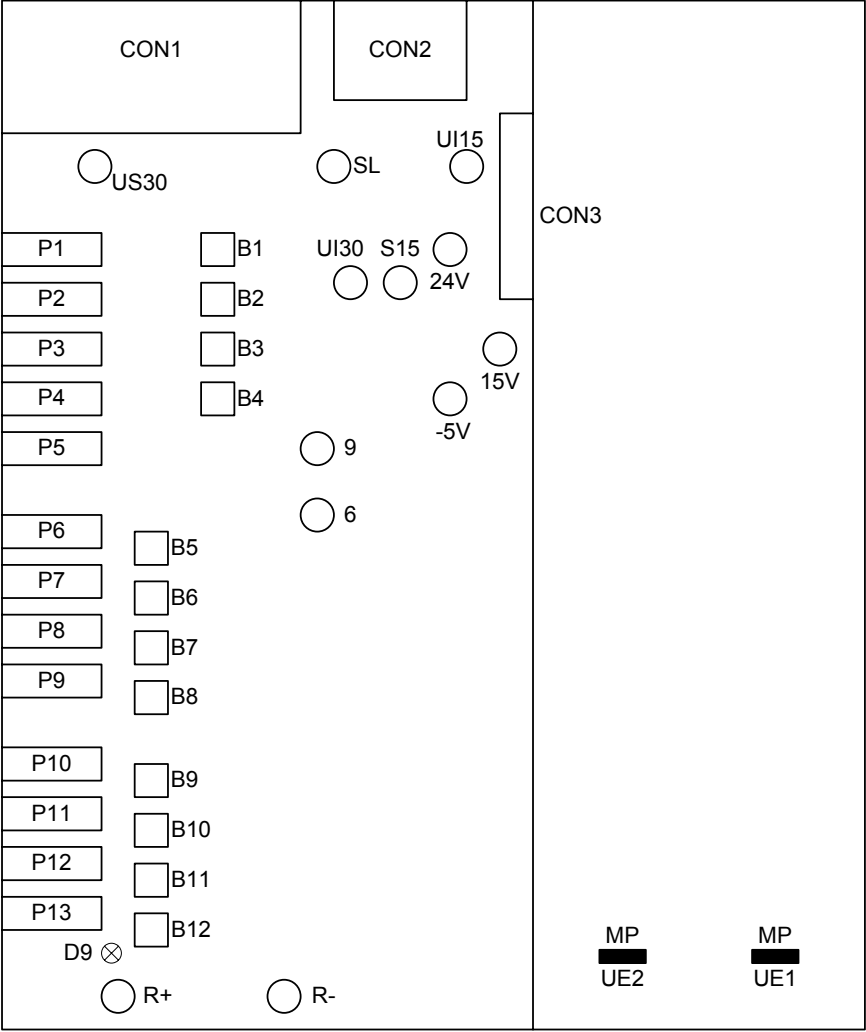 CON1
CON2
UI15
US30
SL
CON3
P1
B1
UI30
S15
24V
P2
B2
P3
B3
15V
P4
B4
-5V
P5
9
6
P6
B5
P7
B6
P8
B7
P9
B8
P10
B9
P11
B10
P12
B11
P13
B12
D9
MP
MP
UE2
UE1
R+
R-